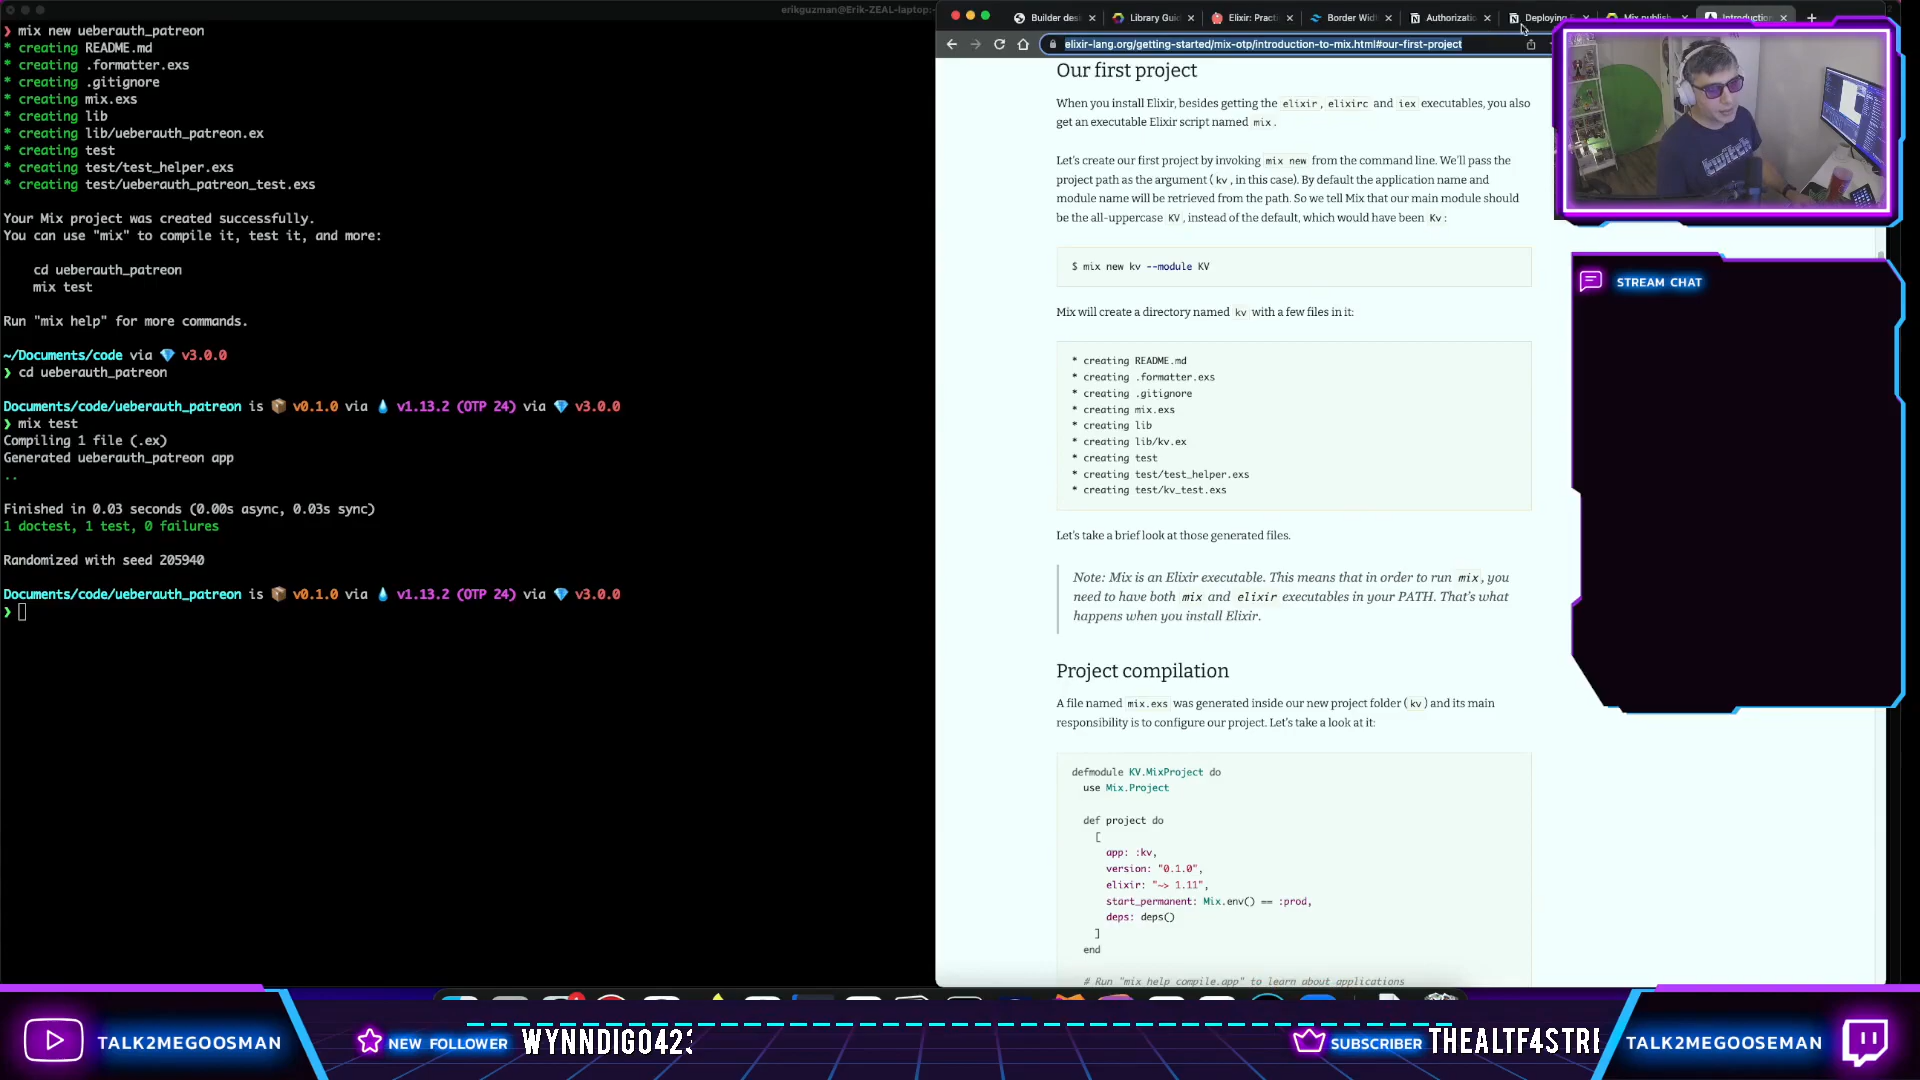 erikguzman@Erik-ZEAL-laptop:~
❯ mix new ueberauth_patreon
* creating README.md
* creating .formatter.exs
* creating .gitignore
* creating mix.exs
* creating lib
* creating lib/ueberauth_patreon.ex
* creating test
* creating test/test_helper.exs
* creating test/ueberauth_patreon_test.exs
Your Mix project was created successfully.
You can use "mix" to compile it, test it, and more:
cd ueberauth_patreon
mix test
Run "mix help" for more commands.
~/Documents/code via 💎 v3.0.0
❯ cd ueberauth_patreon
Documents/code/ueberauth_patreon is 📦 v0.1.0 via 💧 v1.13.2 (OTP 24) via 💎 v3.0.0
❯ mix test
Compiling 1 file (.ex)
Generated ueberauth_patreon app
..
Finished in 0.03 seconds (0.00s async, 0.03s sync)
1 doctest, 1 test, 0 failures
Randomized with seed 205940
Documents/code/ueberauth_patreon is 📦 v0.1.0 via 💧 v1.13.2 (OTP 24) via 💎 v3.0.0
❯
Builder de Library Gui Elixir: Prac Border Wid Authorizatio Deploying Mix publish Introduction
elixir-lang.org/getting-started/mix-otp/introduction-to-mix.html#our-first-project
Our first project
When you install Elixir, besides getting the elixir, elixirc and iex executables, you also
get an executable Elixir script named mix.
Let's create our first project by invoking mix new from the command line. We'll pass the
project path as the argument (kv, in this case). By default the application name and
module name will be retrieved from the path. So we tell Mix that our main module should
be the all-uppercase KV, instead of the default, which would have been Kv:
$ mix new kv --module KV
Mix will create a directory named kv with a few files in it:
* creating README.md
* creating .formatter.exs
* creating .gitignore
* creating mix.exs
* creating lib
* creating lib/kv.ex
* creating test
* creating test/test_helper.exs
* creating test/kv_test.exs
Let's take a brief look at those generated files.
Note: Mix is an Elixir executable. This means that in order to run mix, you
need to have both mix and elixir executables in your PATH. That's what
happens when you install Elixir.
Project compilation
A file named mix.exs was generated inside our new project folder (kv) and its main
responsibility is to configure our project. Let's take a look at it:
defmodule KV.MixProject do
use Mix.Project
def project do
[
app: :kv,
version: "0.1.0",
elixir: "~> 1.11",
start_permanent: Mix.env() == :prod,
deps: deps()
]
end
# Run "mix help compile.app" to learn about applications
twitch
STREAM CHAT
TALK2MEGOOSMAN
NEW FOLLOWER WYNNDIGO423
SUBSCRIBER THEALTF4STRE
TALK2MEGOOSEMAN